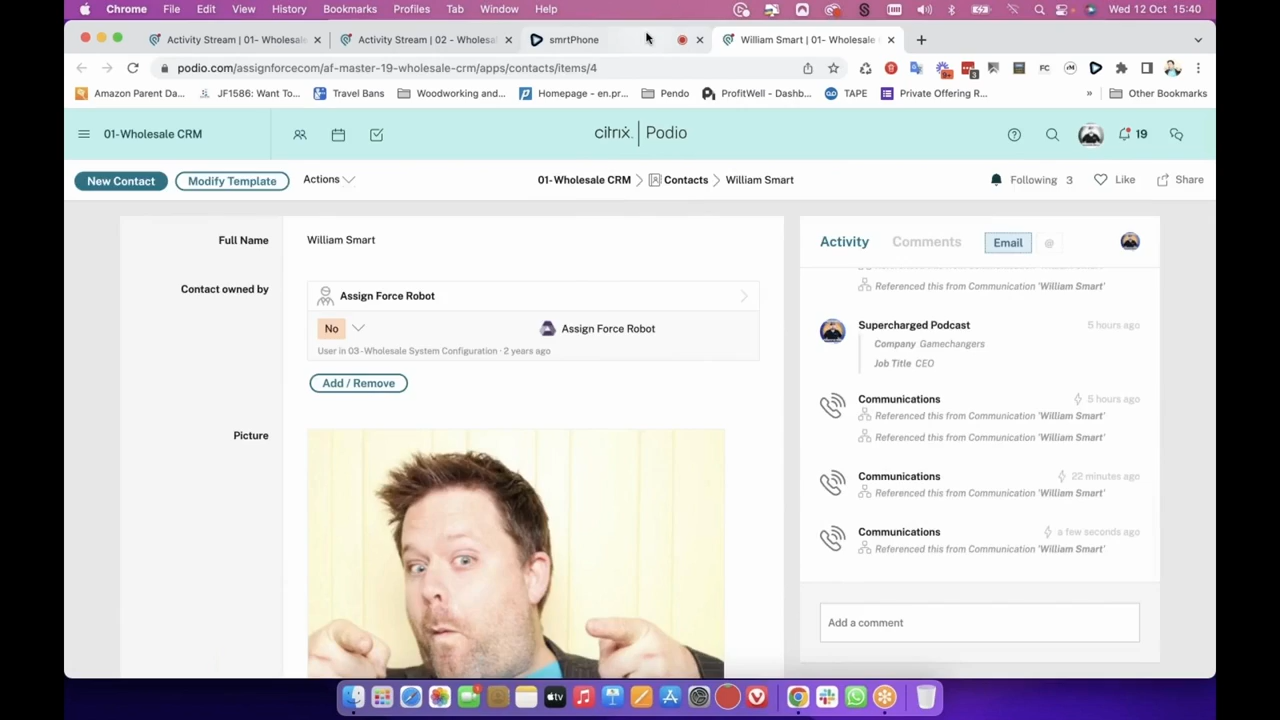 Chrome File Edit View History Bookmarks Profiles Tab Window Help Wed 12 Oct 15:40
Activity Stream | 01- Wholesale Activity Stream | 02 - Wholesa smrtPhone William Smart | 01- Wholesale
podio.com/assignforcecom/af-master-19-wholesale-crm/apps/contacts/items/4
Amazon Parent Da... JF1586: Want To... Travel Bans Woodworking and... Homepage - en.pr... Pendo ProfitWell - Dashb... TAPE Private Offering R... » Other Bookmarks
01-Wholesale CRM citrix Podio 19
New Contact Modify Template Actions 01-Wholesale CRM Contacts William Smart Following 3 Like Share
Full Name William Smart
Activity Comments Email @
Referenced this from Communication 'William Smart'
Contact owned by Assign Force Robot
No Assign Force Robot
User in 03-Wholesale System Configuration · 2 years ago
Add / Remove
Supercharged Podcast 5 hours ago
Company Gamechangers
Job Title CEO
Communications 5 hours ago
Referenced this from Communication 'William Smart'
Referenced this from Communication 'William Smart'
Picture
Communications 22 minutes ago
Referenced this from Communication 'William Smart'
Communications a few seconds ago
Referenced this from Communication 'William Smart'
Add a comment